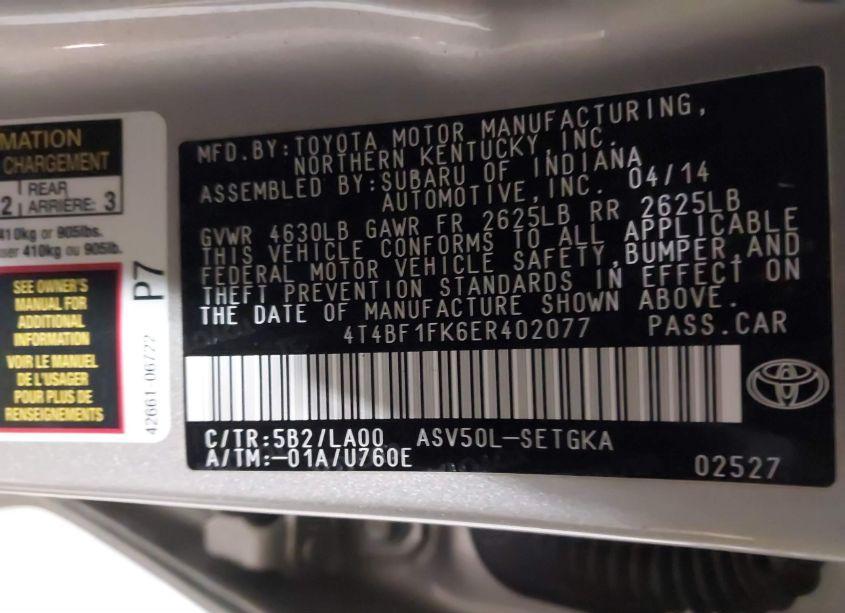 MATION
CHARGEMENT
2 REAR
ARRIÈRE: 3
410kg or 905lbs.
ser 410kg ou 905lb.
SEE OWNER'S
MANUAL FOR
ADDITIONAL
INFORMATION
VOIR LE MANUEL
DE L'USAGER
POUR PLUS DE
RENSEIGNEMENTS
P7
42661-06722
MFD.BY:TOYOTA MOTOR MANUFACTURING,
NORTHERN KENTUCKY,INC.
ASSEMBLED BY:SUBARU OF INDIANA
AUTOMOTIVE,INC. 04/14
GVWR 4630LB GAWR FR 2625LB RR 2625LB
THIS VEHICLE CONFORMS TO ALL APPLICABLE
FEDERAL MOTOR VEHICLE SAFETY,BUMPER,AND
THEFT PREVENTION STANDARDS IN EFFECT ON
THE DATE OF MANUFACTURE SHOWN ABOVE.
4T4BF1FK6ER402077 PASS.CAR
C/TR:5B2/LA00 ASV50L-SETGKA
A/TM:-01A/U760E
02527